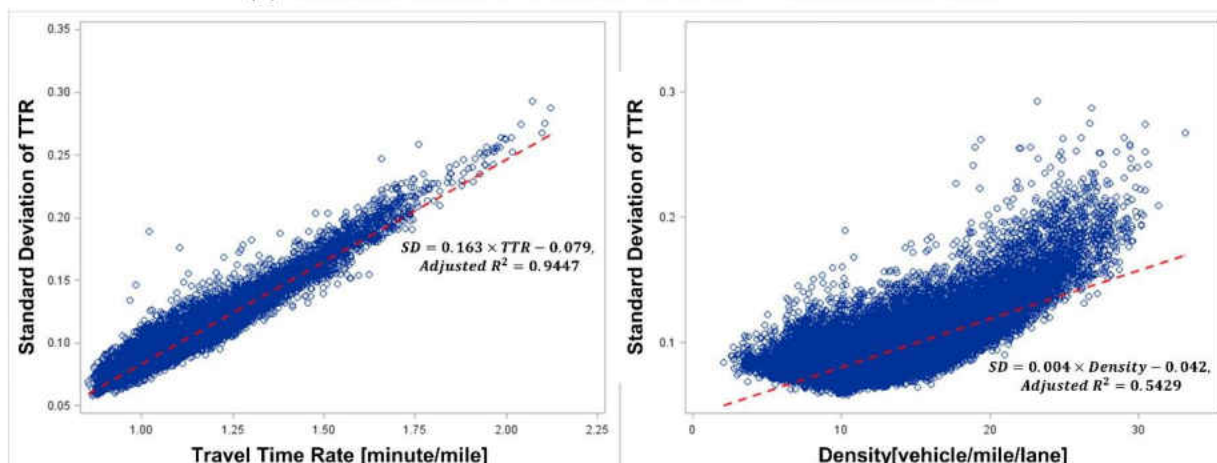 0.35
0.30
0.25
0.20
0.15
0.10
0.05
Standard Deviation of TTR
SD = 0.163 × TTR − 0.079,
Adjusted R² = 0.9447
1.00 1.25 1.50 1.75 2.00 2.25
Travel Time Rate [minute/mile]
0.3
0.2
0.1
Standard Deviation of TTR
SD = 0.004 × Density − 0.042,
Adjusted R² = 0.5429
0 10 20 30
Density[vehicle/mile/lane]